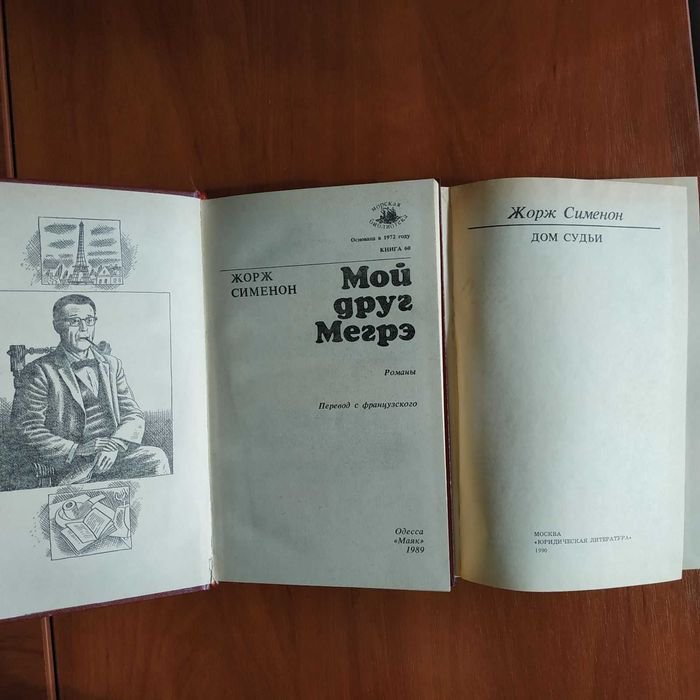 морская
библиотека
Основана в 1972 году
КНИГА 60
ЖОРЖ
СИМЕНОН
Мой
друг
Мегрэ
Романы
Перевод с французского
Одесса
«Маяк»
1989
Жорж Сименон
ДОМ СУДЬИ
МОСКВА
«ЮРИДИЧЕСКАЯ ЛИТЕРАТУРА»
1990